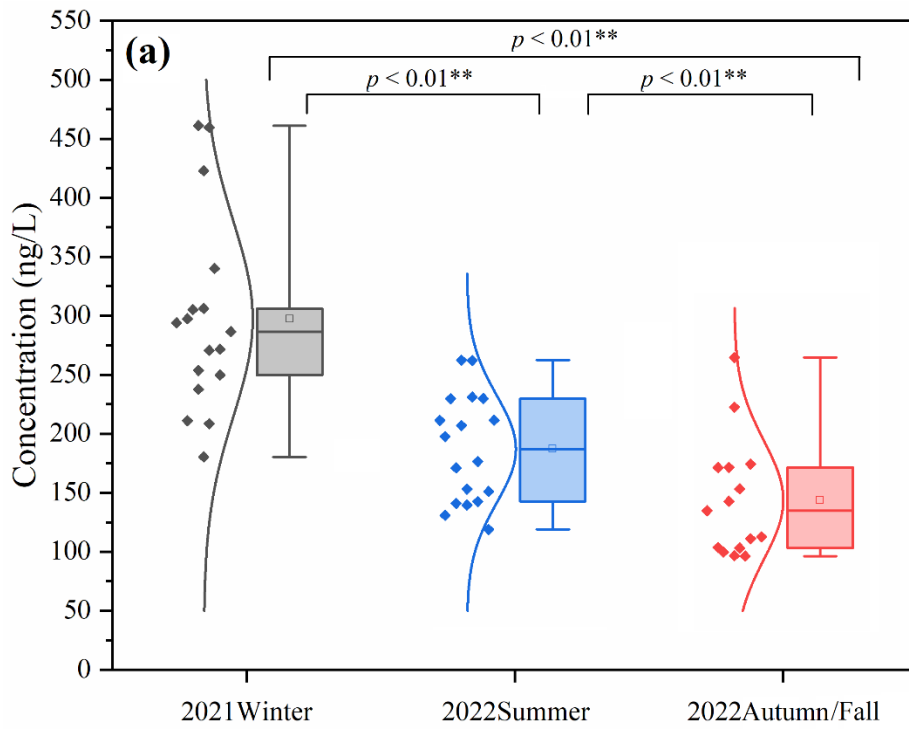 (a)
p < 0.01**
p < 0.01**
p < 0.01**
Concentration (ng/L)
550
500
450
400
350
300
250
200
150
100
50
0
2021Winter
2022Summer
2022Autumn/Fall